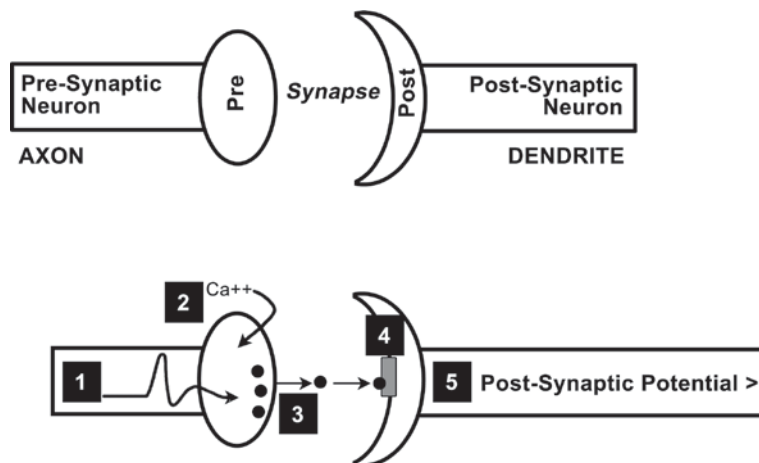 Pre-Synaptic
Neuron
Pre
Synapse
Post
Post-Synaptic
Neuron
AXON
DENDRITE
2
Ca++
4
1
5
Post-Synaptic Potential >
3